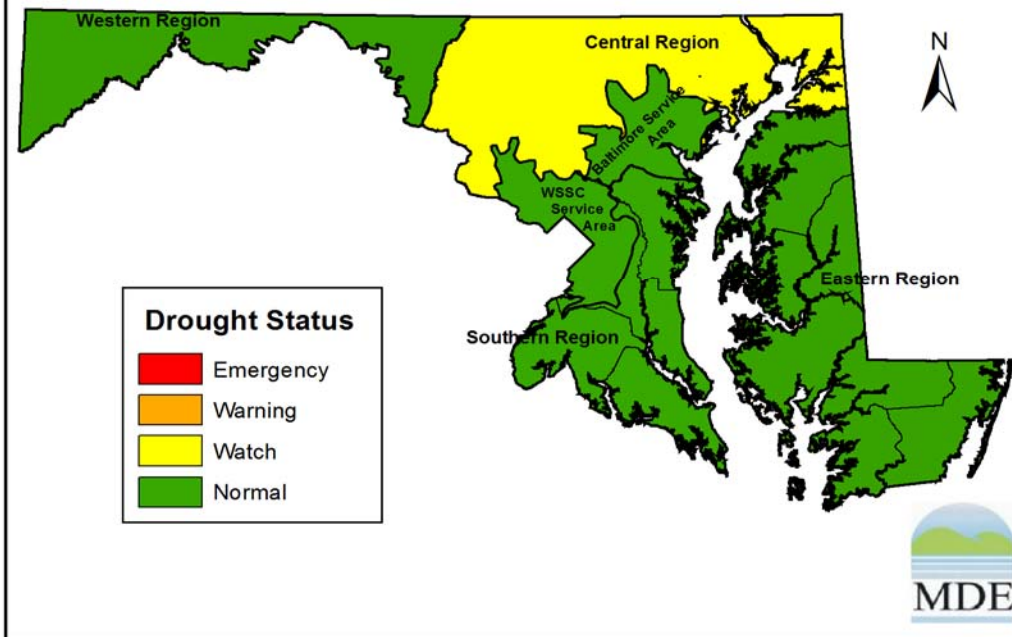 Western Region
Central Region
N
Baltimore Service
Area
WSSC
Service
Area
Eastern Region
Southern Region
Drought Status
Emergency
Warning
Watch
Normal
MDE